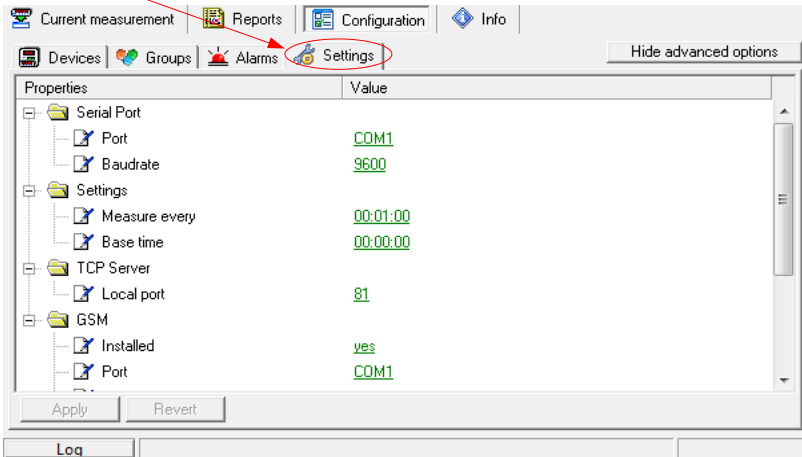 Current measurement Reports Configuration Info
Devices Groups Alarms Settings Hide advanced options
Properties Value
Serial Port
Port COM1
Baudrate 9600
Settings
Measure every 00:01:00
Base time 00:00:00
TCP Server
Local port 81
GSM
Installed yes
Port COM1
Apply Revert
Log